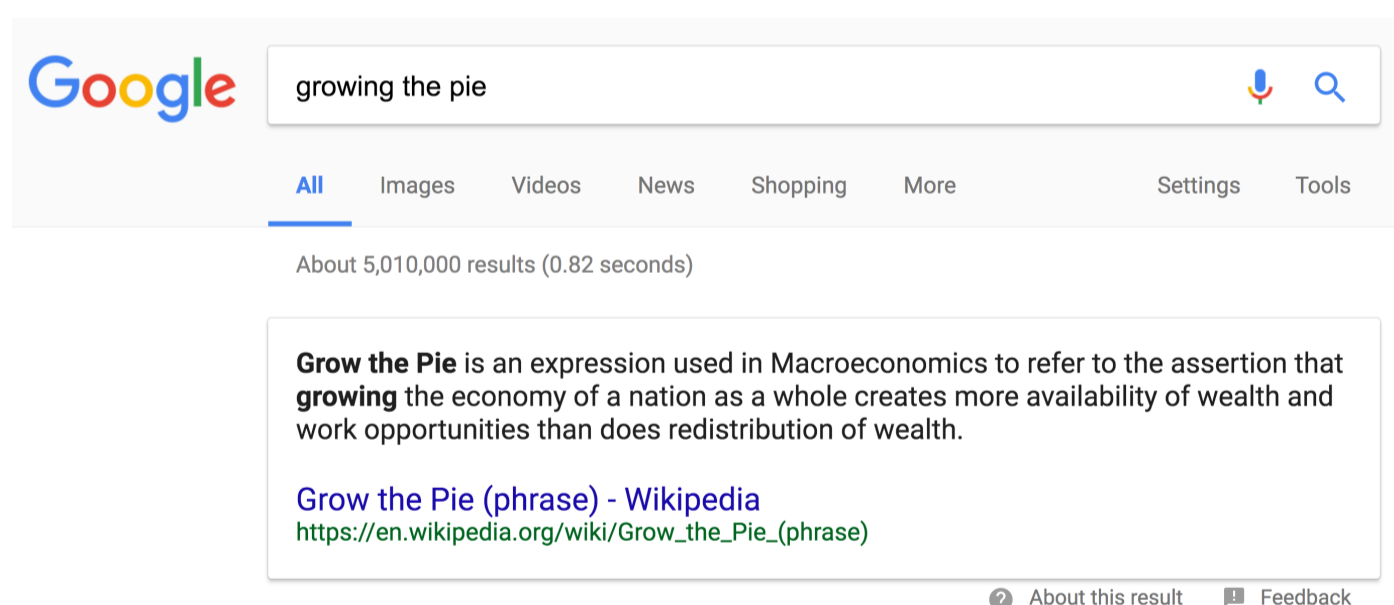 Google
growing the pie
All Images Videos News Shopping More Settings Tools
About 5,010,000 results (0.82 seconds)
Grow the Pie is an expression used in Macroeconomics to refer to the assertion that
growing the economy of a nation as a whole creates more availability of wealth and
work opportunities than does redistribution of wealth.
Grow the Pie (phrase) - Wikipedia
https://en.wikipedia.org/wiki/Grow_the_Pie_(phrase)
About this result Feedback